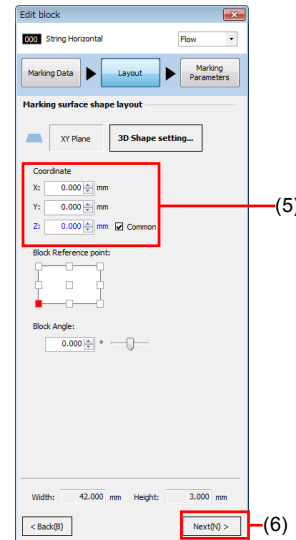 Edit block
000 String Horizontal Flow
Marking Data Layout Marking Parameters
Marking surface shape layout
XY Plane 3D Shape setting...
Coordinate
X: 0.000 mm
Y: 0.000 mm
Z: 0.000 mm Common
(5)
Block Reference point:
Block Angle:
0.000 °
Width: 42.000 mm Height: 3.000 mm
< Back(B) Next(N) >
(6)